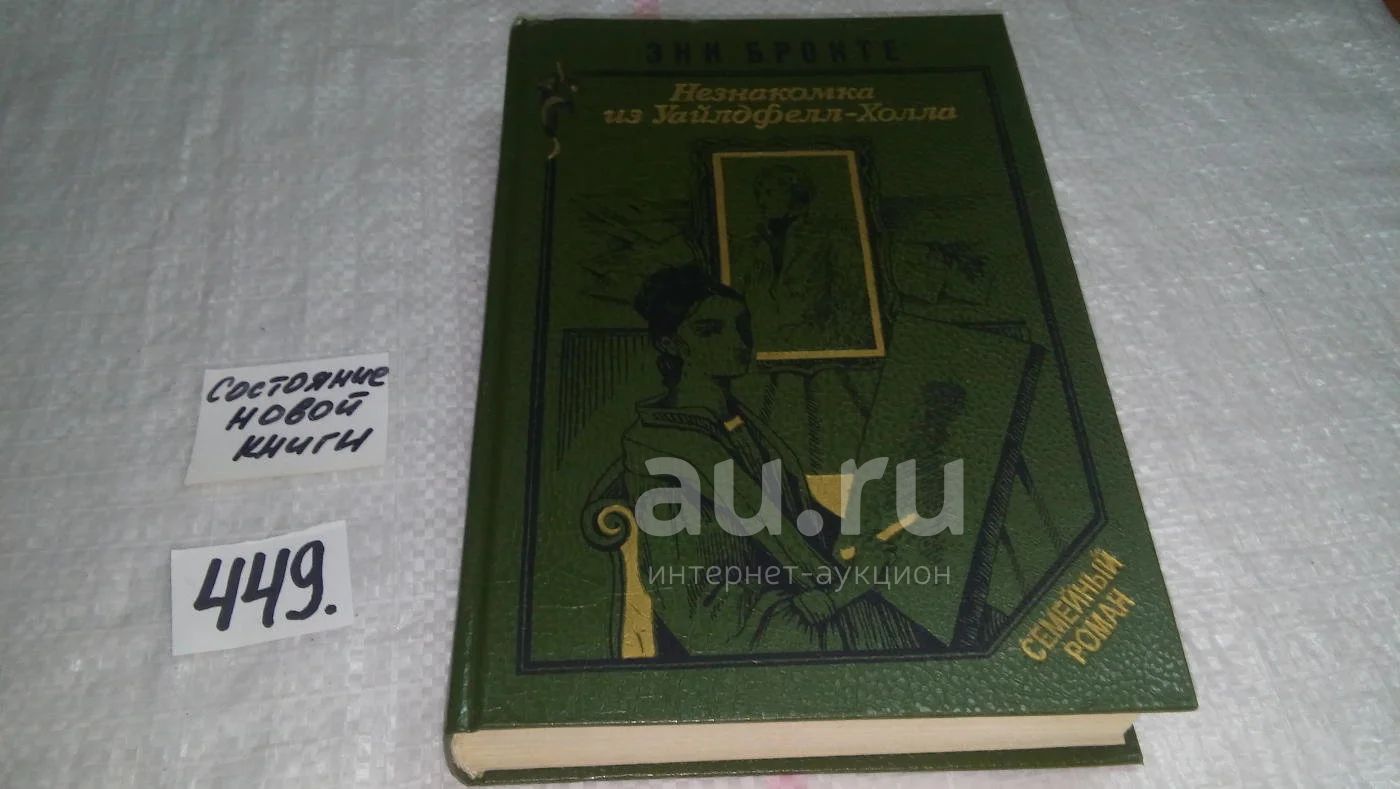 ЭНН БРОНТЕ
Незнакомка
из Уайлдфелл-Холла
Состояние
новой
книги
449.
au.ru
интернет-аукцион
СЕМЕЙНЫЙ
РОМАН